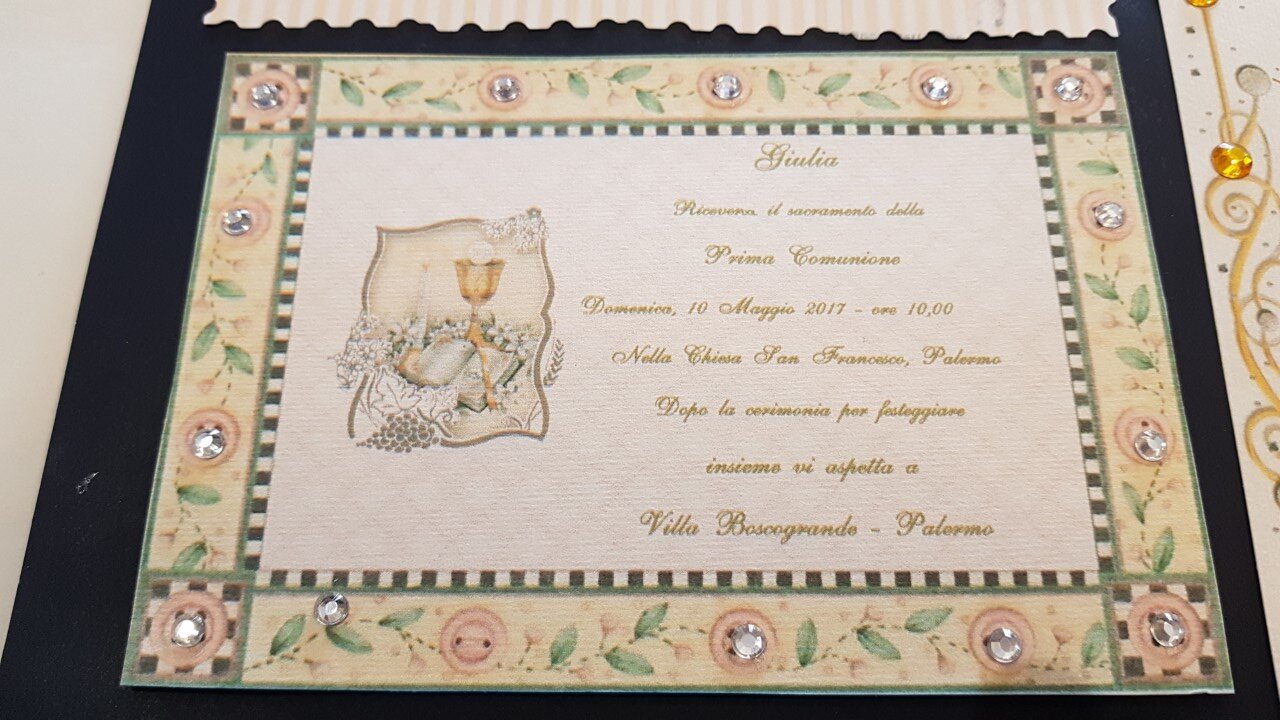 Giulia
Riceverà il sacramento della
Prima Comunione
Domenica, 10 Maggio 2017 - ore 10,00
Nella Chiesa San Francesco, Palermo
Dopo la cerimonia per festeggiare
insieme vi aspetta a
Villa Boscogrande - Palermo